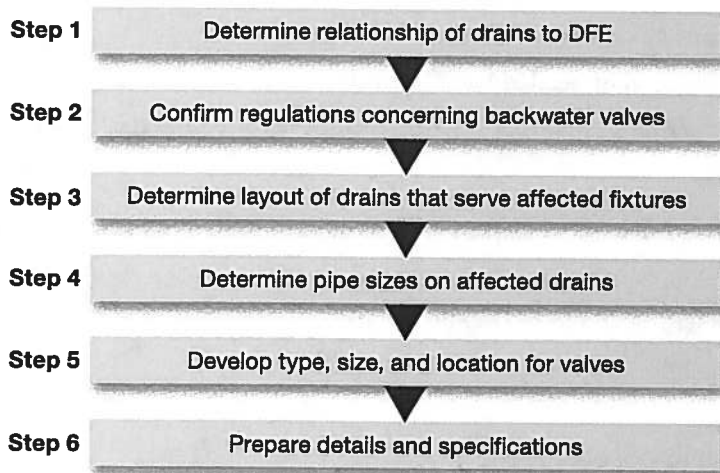 Step 1 Determine relationship of drains to DFE
Step 2 Confirm regulations concerning backwater valves
Step 3 Determine layout of drains that serve affected fixtures
Step 4 Determine pipe sizes on affected drains
Step 5 Develop type, size, and location for valves
Step 6 Prepare details and specifications